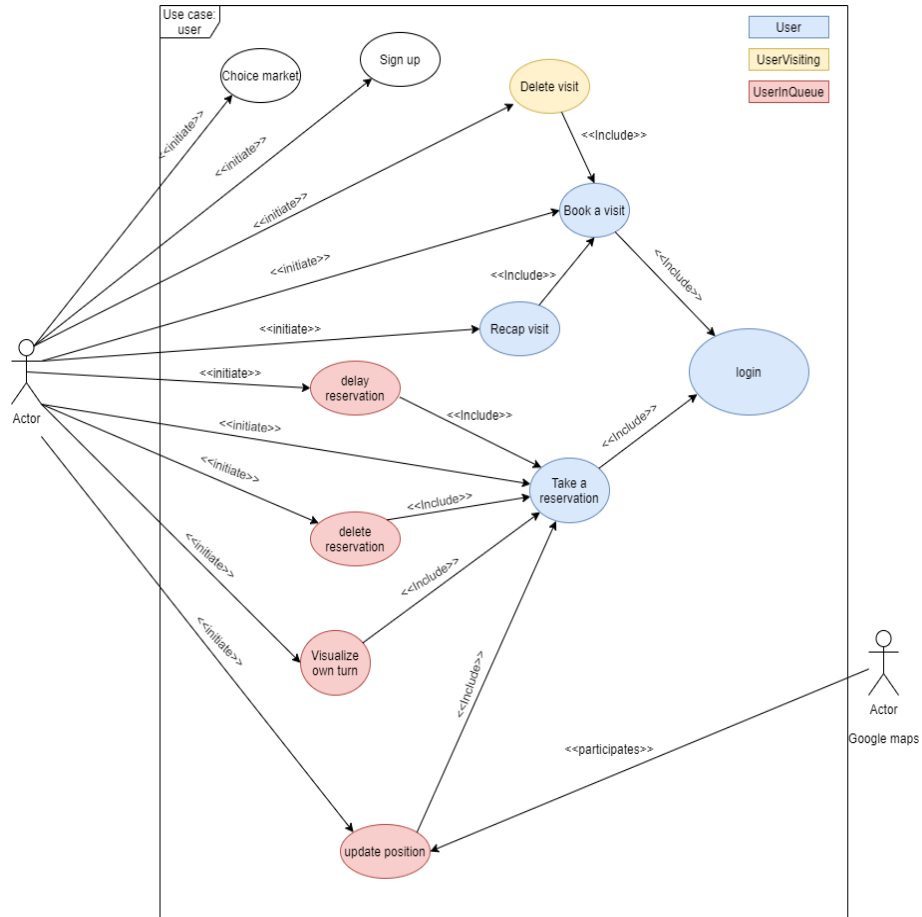 Use case:
user
User
UserVisiting
UserInQueue
Choice market
Sign up
Delete visit
<<initiate>>
<<initiate>>
<<Include>>
<<initiate>>
Book a visit
<<initiate>>
<<Include>>
<<Include>>
<<initiate>>
Recap visit
login
<<initiate>>
delay
reservation
Actor
<<Include>>
<<initiate>>
<<Include>>
<<initiate>>
Take a
reservation
<<Include>>
delete
reservation
<<initiate>>
<<Include>>
<<initiate>>
Visualize
own turn
<<Include>>
Actor
Google maps
<<participates>>
update position